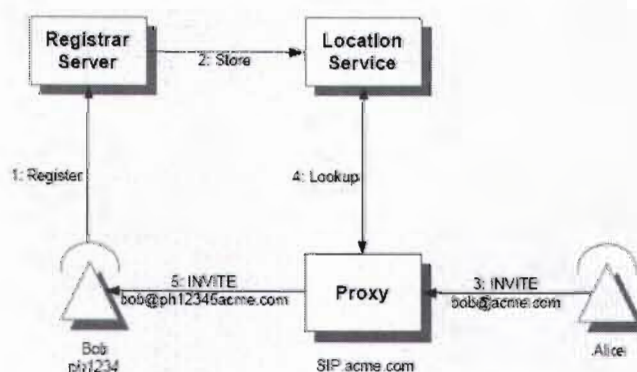 Registrar
Server
2: Store
Location
Service
1: Register
4: Lookup
5: INVITE
bob@ph12345acme.com
Proxy
3: INVITE
bob@acme.com
Bob
ph1234
SIP.acme.com
Alice